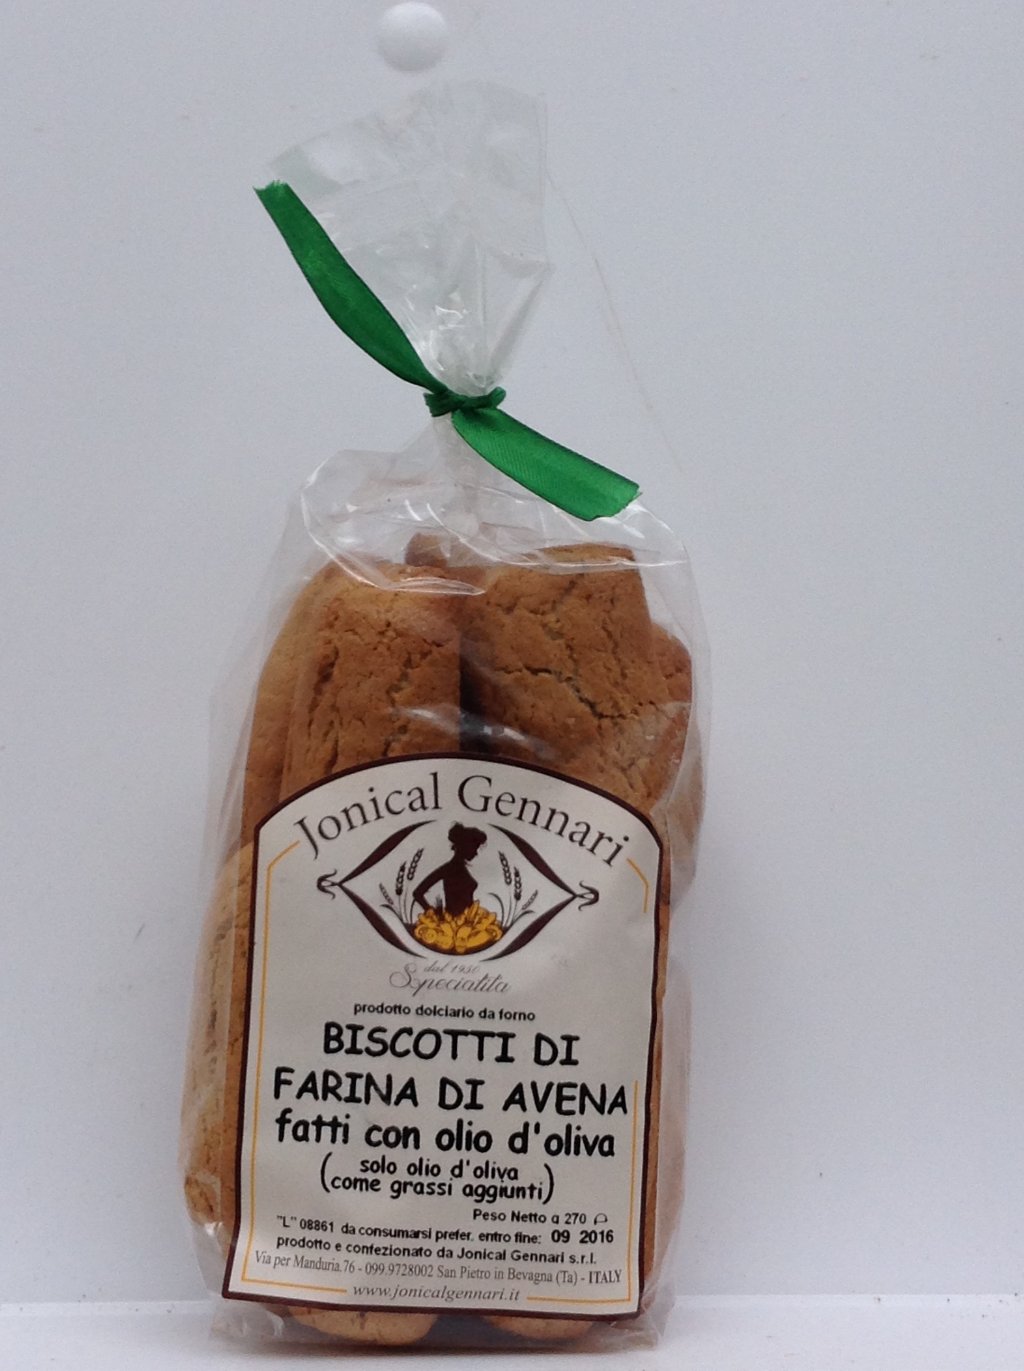 Jonical Gennari
dal 1950
Specialità
prodotto dolciario da forno
BISCOTTI DI
FARINA DI AVENA
fatti con olio d'oliva
(solo olio d'oliva
come grassi aggiunti)
Peso Netto g 270 ᓚ
"L" 08861 da consumarsi prefer. entro fine: 09 2016
prodotto e confezionato da Jonical Gennari s.r.l.
Via per Manduria,76 - 099.9728002 San Pietro in Bevagna (Ta) - ITALY
www.jonicalgennari.it